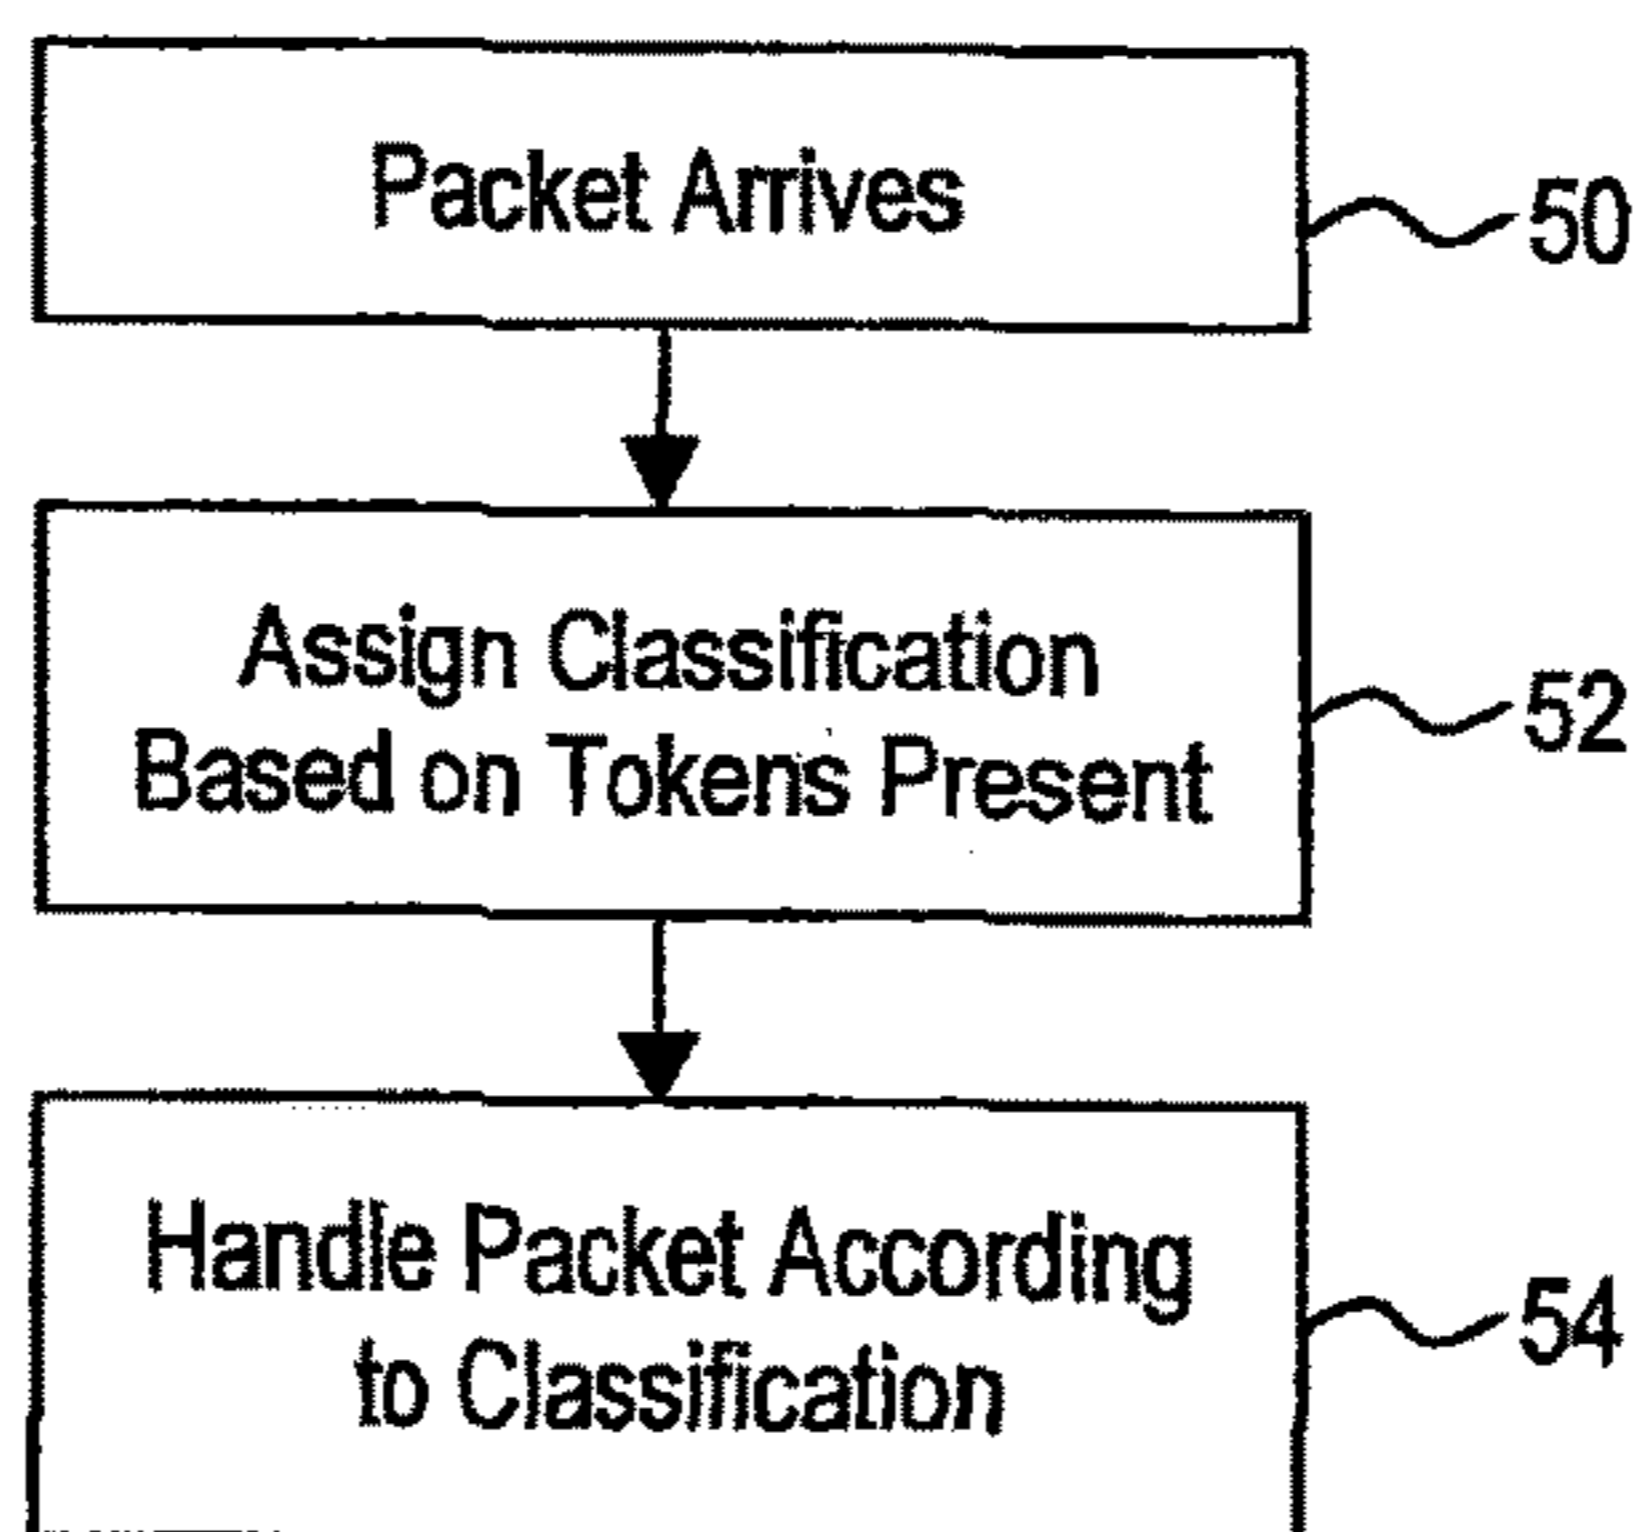 Packet Arrives
50
Assign Classification
Based on Tokens Present
52
Handle Packet According
to Classification
54